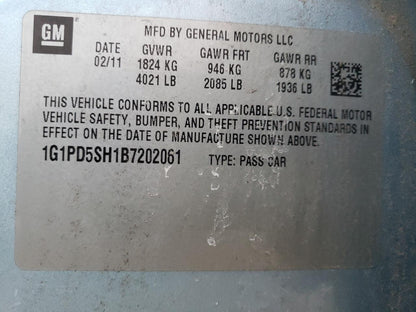 GM
MFD BY GENERAL MOTORS LLC
DATE GVWR GAWR FRT GAWR RR
02/11 1824 KG 946 KG 878 KG
4021 LB 2085 LB 1936 LB
THIS VEHICLE CONFORMS TO ALL APPLICABLE U.S. FEDERAL MOTOR
VEHICLE SAFETY, BUMPER, AND THEFT PREVENTION STANDARDS IN
EFFECT ON THE DATE OF MANUFACTURE SHOWN ABOVE.
1G1PD5SH1B7202061 TYPE: PASS CAR